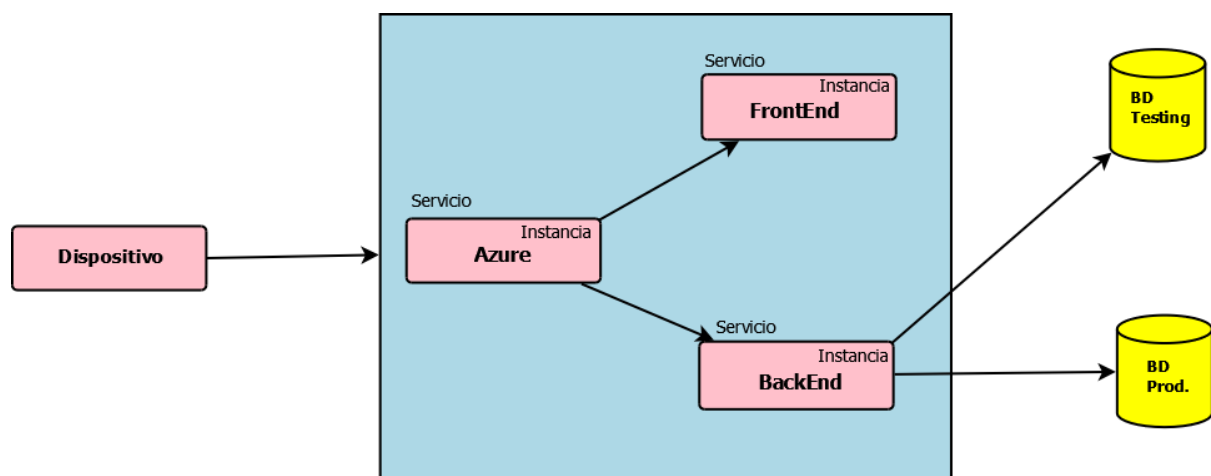 Servicio
Instancia
FrontEnd
BD
Testing
Servicio
Instancia
Azure
Dispositivo
Servicio
Instancia
BackEnd
BD
Prod.